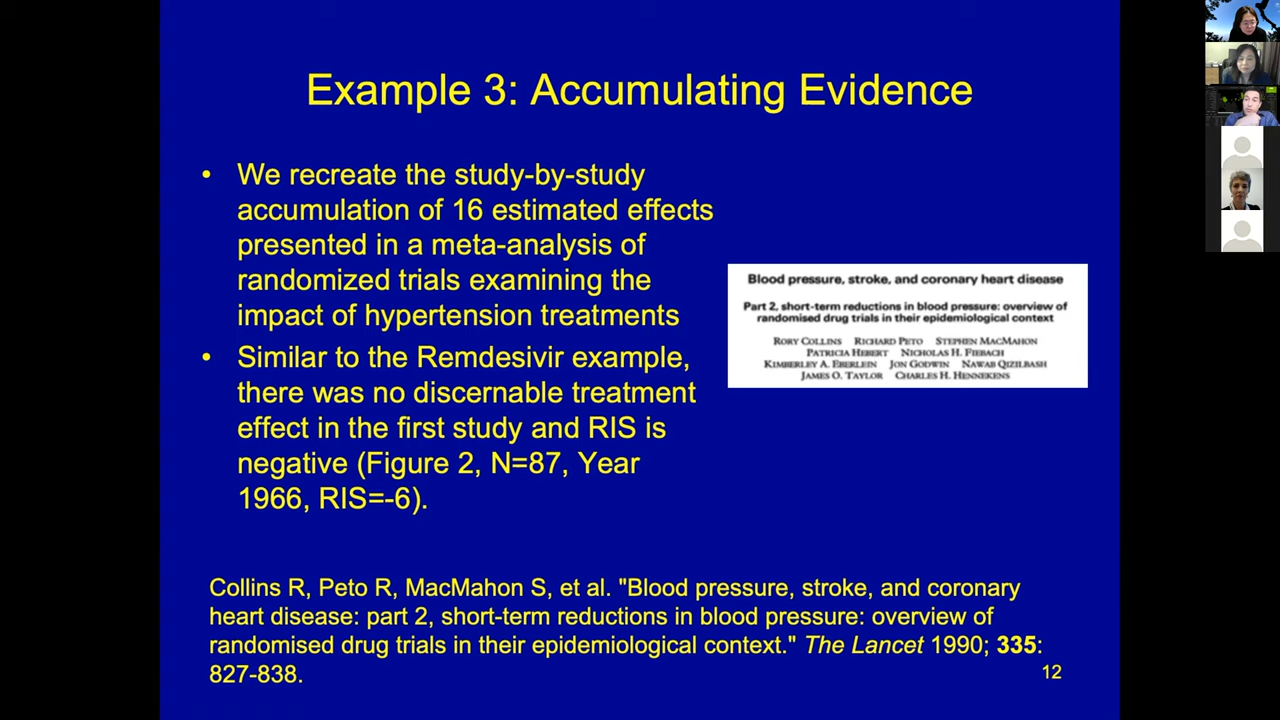 Example 3: Accumulating Evidence
• We recreate the study-by-study
accumulation of 16 estimated effects
presented in a meta-analysis of
randomized trials examining the
impact of hypertension treatments
• Similar to the Remdesivir example,
there was no discernable treatment
effect in the first study and RIS is
negative (Figure 2, N=87, Year
1966, RIS=-6).
Blood pressure, stroke, and coronary heart disease
Part 2, short-term reductions in blood pressure: overview of
randomised drug trials in their epidemiological context
RORY COLLINS RICHARD PETO STEPHEN MACMAHON
PATRICIA HEBERT NICHOLAS H. FIEBACH
KIMBERLEY A. EBERLEIN JON GODWIN NAWAB QIZILBASH
JAMES O. TAYLOR CHARLES H. HENNEKENS
Collins R, Peto R, MacMahon S, et al. "Blood pressure, stroke, and coronary
heart disease: part 2, short-term reductions in blood pressure: overview of
randomised drug trials in their epidemiological context." The Lancet 1990; 335:
827-838.
12